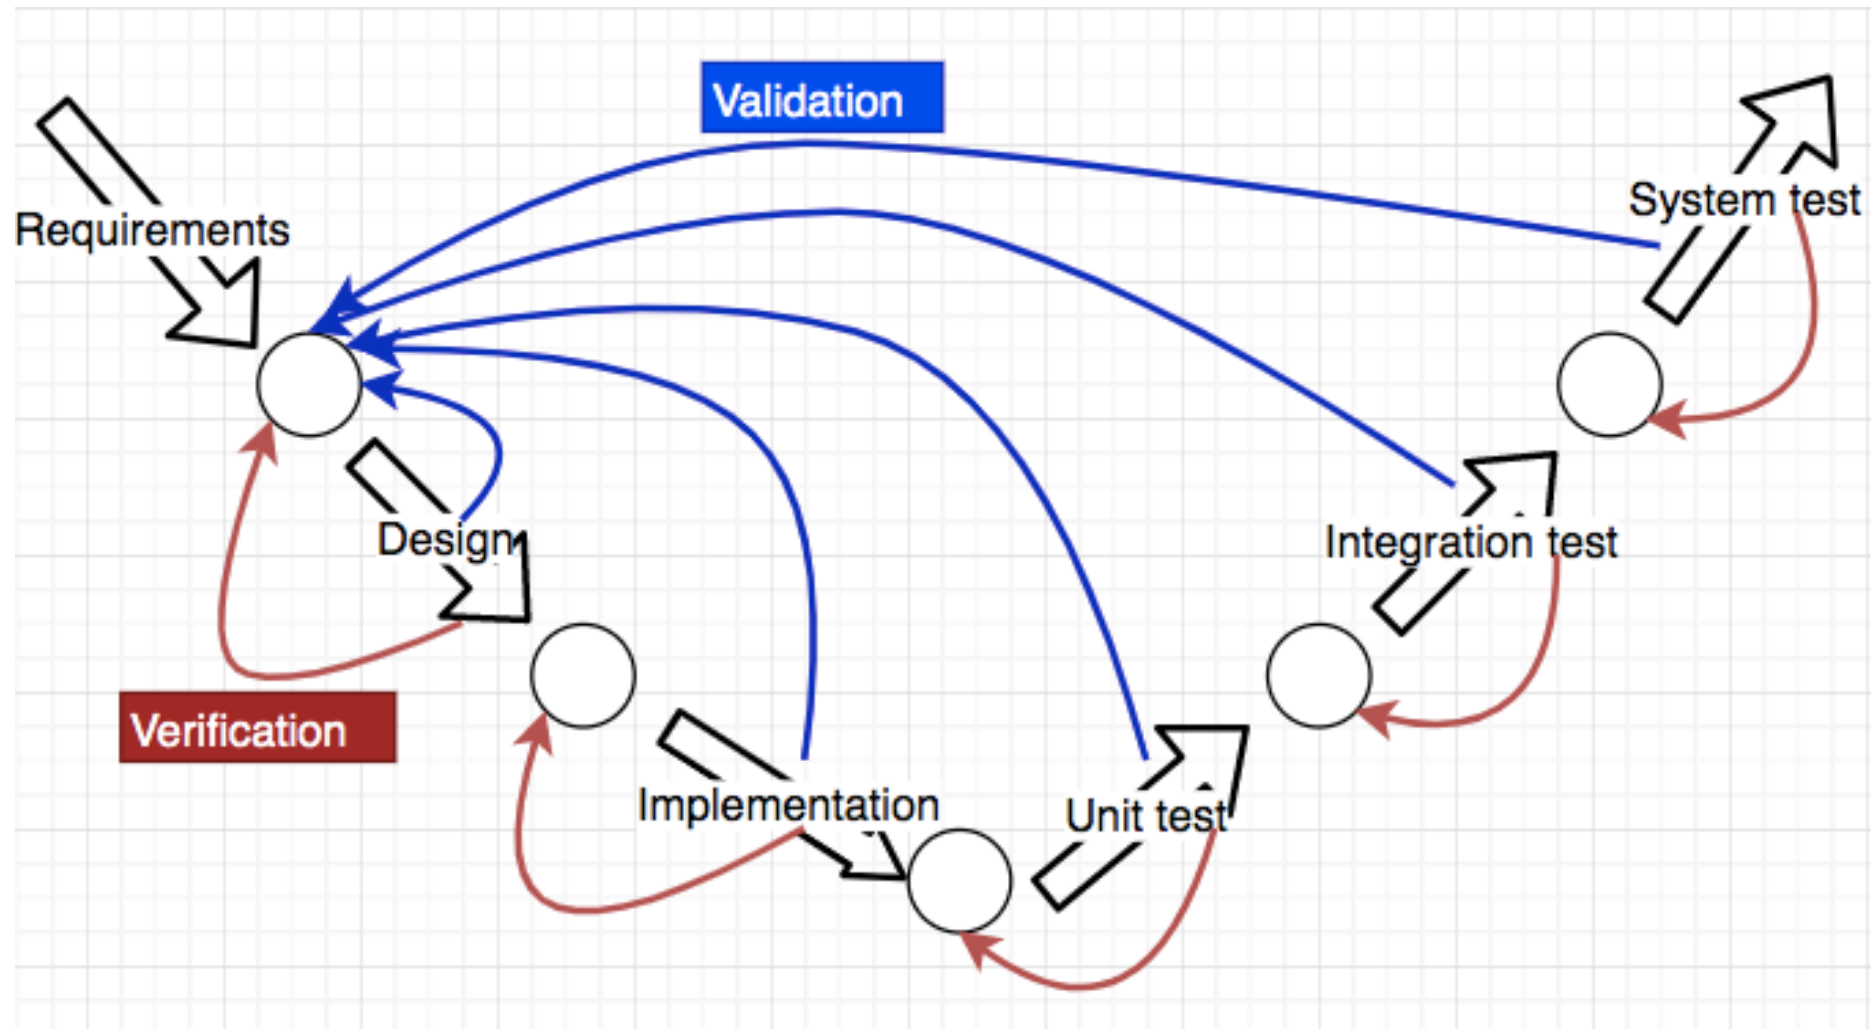 Validation
Requirements
System test
Design
Integration test
Verification
Implementation
Unit test